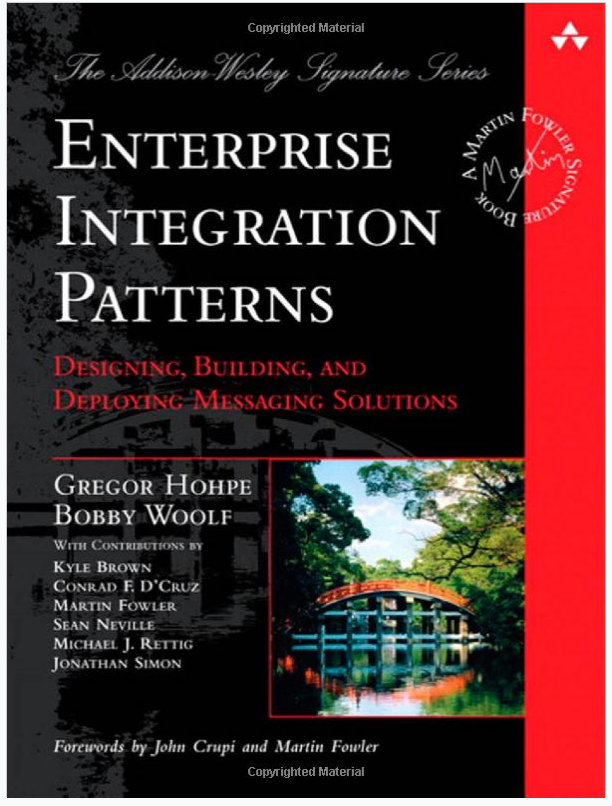 Copyrighted Material
The Addison-Wesley Signature Series
ENTERPRISE
INTEGRATION
PATTERNS
A MARTIN FOWLER SIGNATURE BOOK
Martin
DESIGNING, BUILDING, AND
DEPLOYING MESSAGING SOLUTIONS
GREGOR HOHPE
BOBBY WOOLF
WITH CONTRIBUTIONS BY
KYLE BROWN
CONRAD F. D'CRUZ
MARTIN FOWLER
SEAN NEVILLE
MICHAEL J. RETTIG
JONATHAN SIMON
Forewords by John Crupi and Martin Fowler
Copyrighted Material